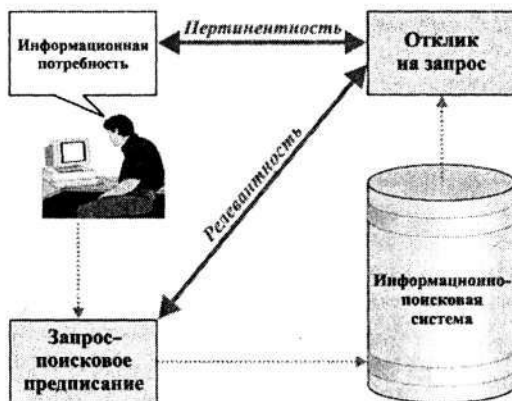 Информационная
потребность
Пертинентность
Отклик
на запрос
Релевантность
Информационно-
поисковая
система
Запрос–
поисковое
предписание